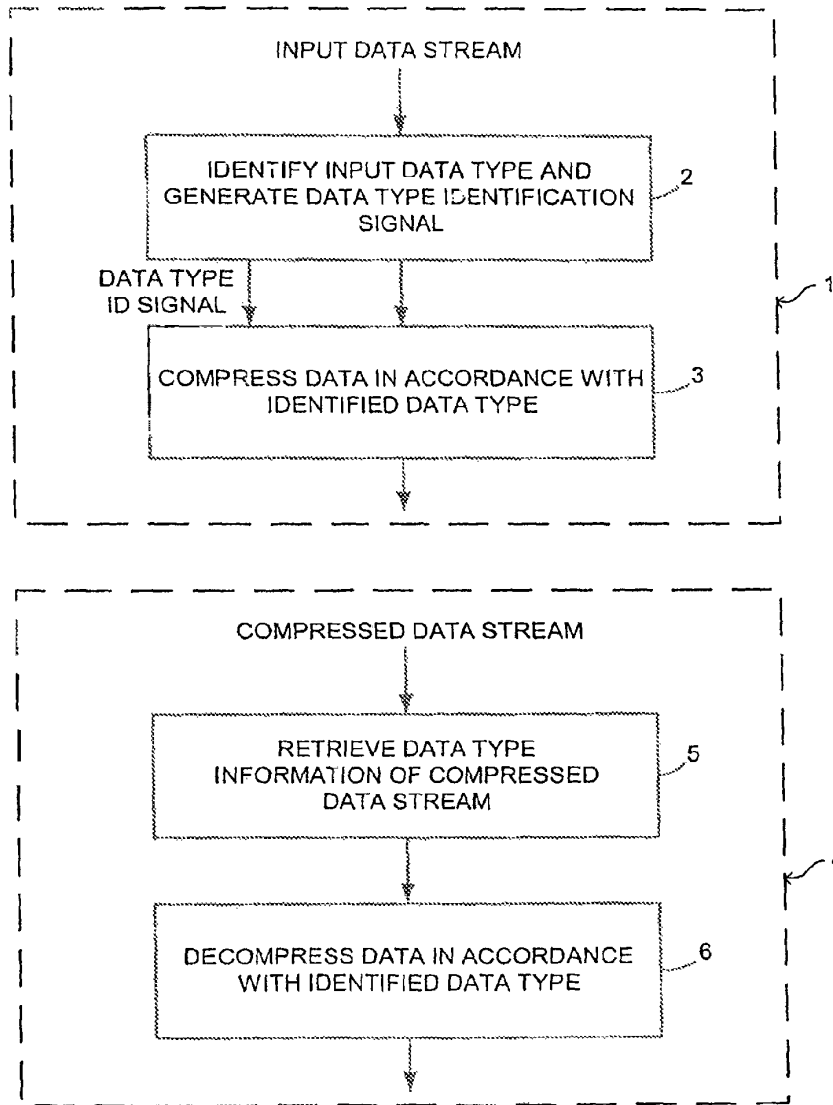 INPUT DATA STREAM
IDENTIFY INPUT DATA TYPE AND
GENERATE DATA TYPE IDENTIFICATION
SIGNAL
2
DATA TYPE
ID SIGNAL
1
COMPRESS DATA IN ACCORDANCE WITH
IDENTIFIED DATA TYPE
3
COMPRESSED DATA STREAM
RETRIEVE DATA TYPE
INFORMATION OF COMPRESSED
DATA STREAM
5
DECOMPRESS DATA IN ACCORDANCE
WITH IDENTIFIED DATA TYPE
6